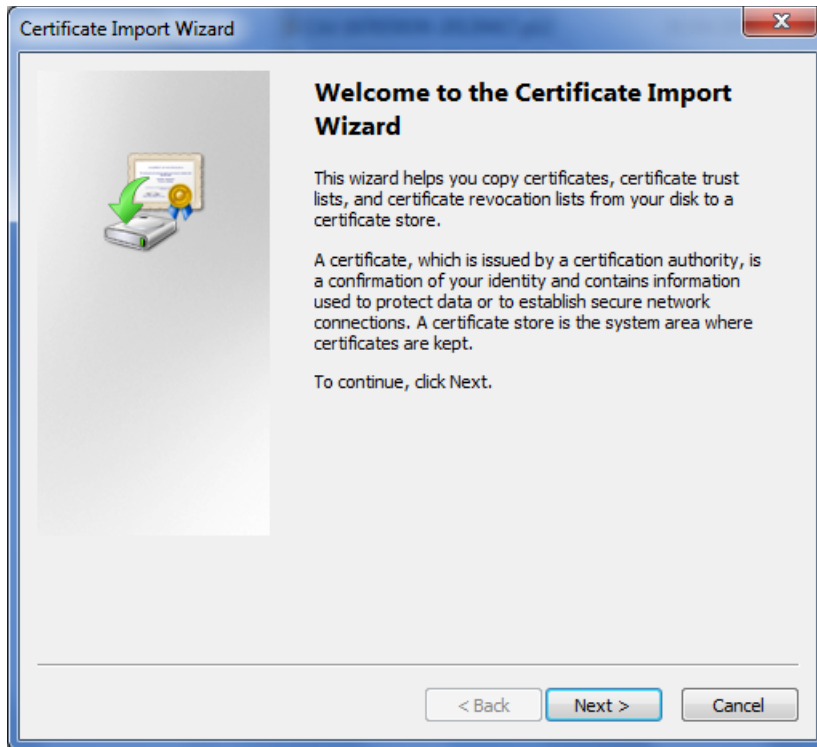 Certificate Import Wizard
Welcome to the Certificate Import
Wizard
This wizard helps you copy certificates, certificate trust
lists, and certificate revocation lists from your disk to a
certificate store.
A certificate, which is issued by a certification authority, is
a confirmation of your identity and contains information
used to protect data or to establish secure network
connections. A certificate store is the system area where
certificates are kept.
To continue, click Next.
< Back Next > Cancel